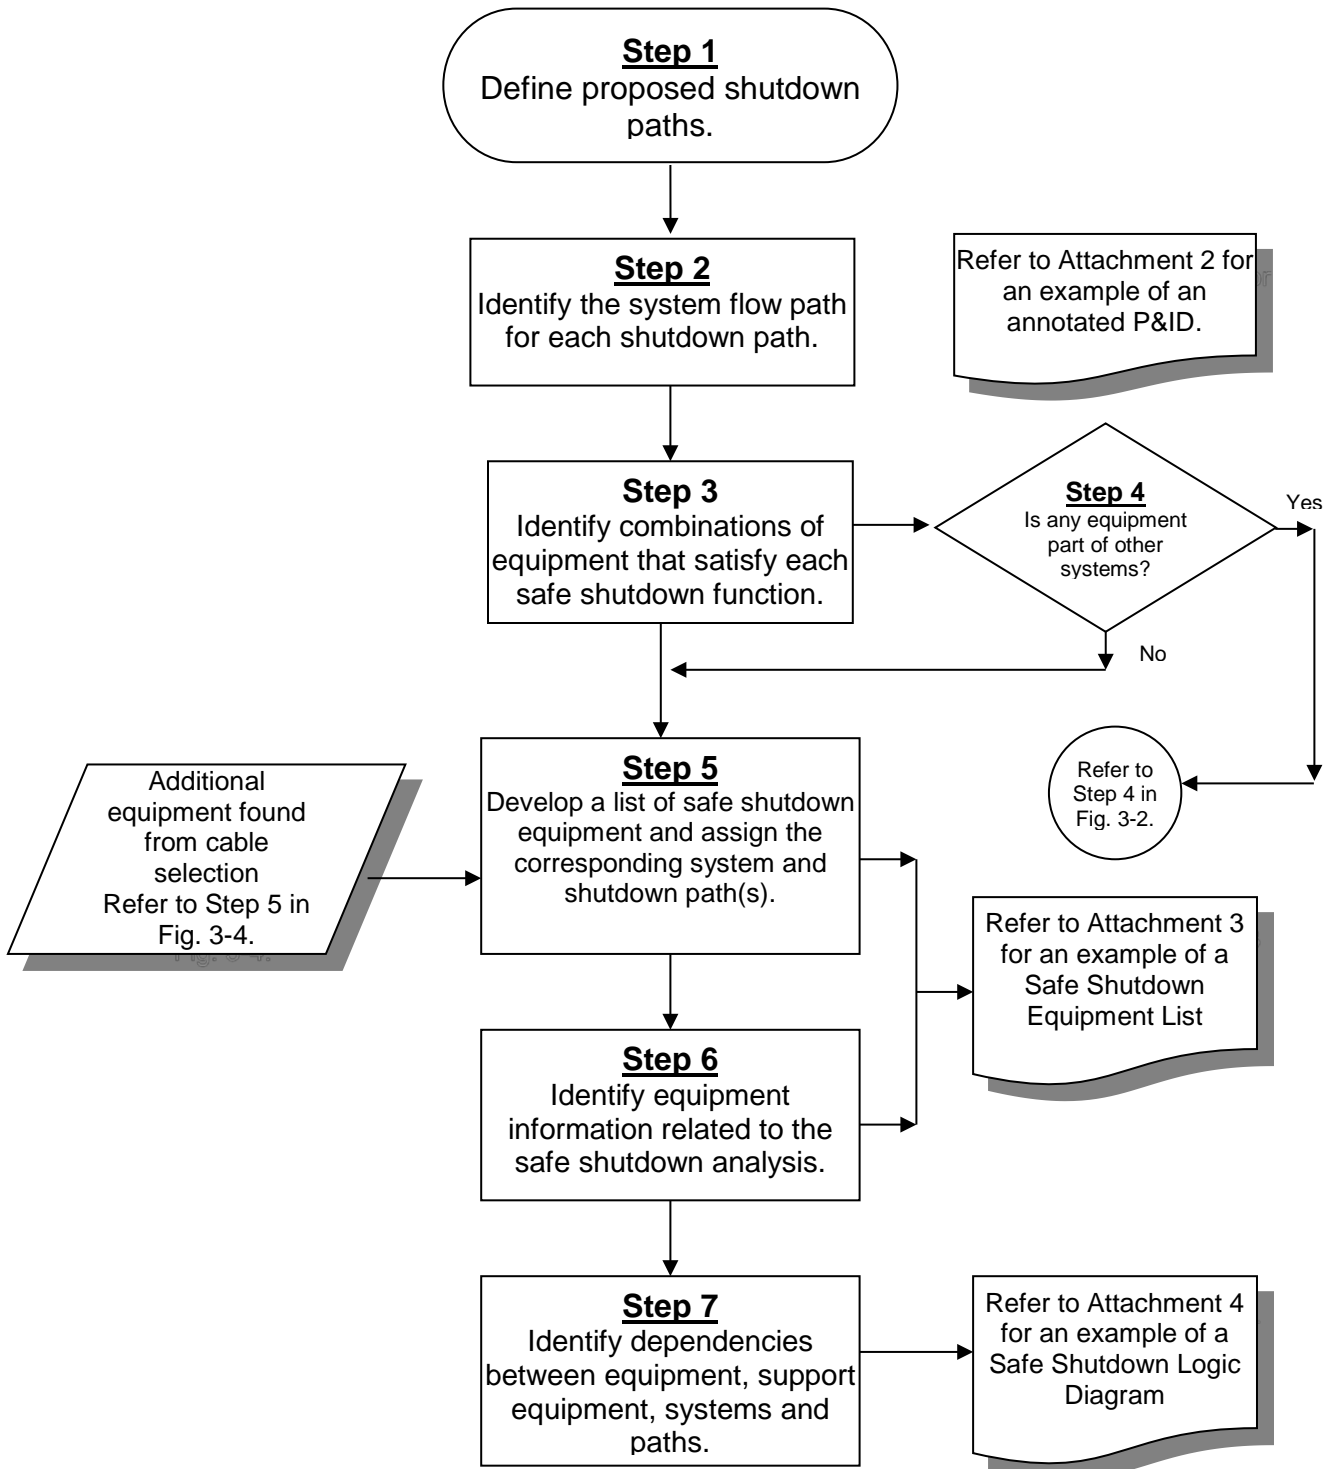 Step 1
Define proposed shutdown
paths.
Step 2
Identify the system flow path
for each shutdown path.
Refer to Attachment 2 for
an example of an
annotated P&ID.
Step 3
Identify combinations of
equipment that satisfy each
safe shutdown function.
Step 4
Is any equipment
part of other
systems?
Yes
No
Refer to
Step 4 in
Fig. 3-2.
Step 5
Develop a list of safe shutdown
equipment and assign the
corresponding system and
shutdown path(s).
Additional
equipment found
from cable
selection
Refer to Step 5 in
Fig. 3-4.
Refer to Attachment 3
for an example of a
Safe Shutdown
Equipment List
Step 6
Identify equipment
information related to the
safe shutdown analysis.
Step 7
Identify dependencies
between equipment, support
equipment, systems and
paths.
Refer to Attachment 4
for an example of a
Safe Shutdown Logic
Diagram